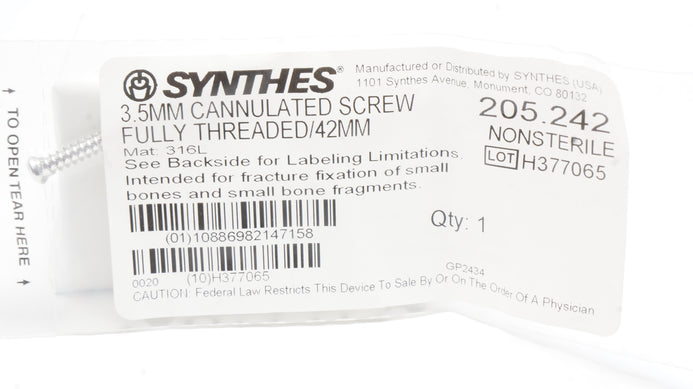 ↑ TO OPEN TEAR HERE ↑
SYNTHES®
Manufactured or Distributed by SYNTHES (USA)
1101 Synthes Avenue, Monument, CO 80132
3.5MM CANNULATED SCREW
FULLY THREADED/42MM
205.242
NONSTERILE
LOT H377065
Mat: 316L
See Backside for Labeling Limitations.
Intended for fracture fixation of small
bones and small bone fragments.
Qty: 1
(01)10886982147158
0020 (10)H377065
GP2434
CAUTION: Federal Law Restricts This Device To Sale By Or On The Order Of A Physician